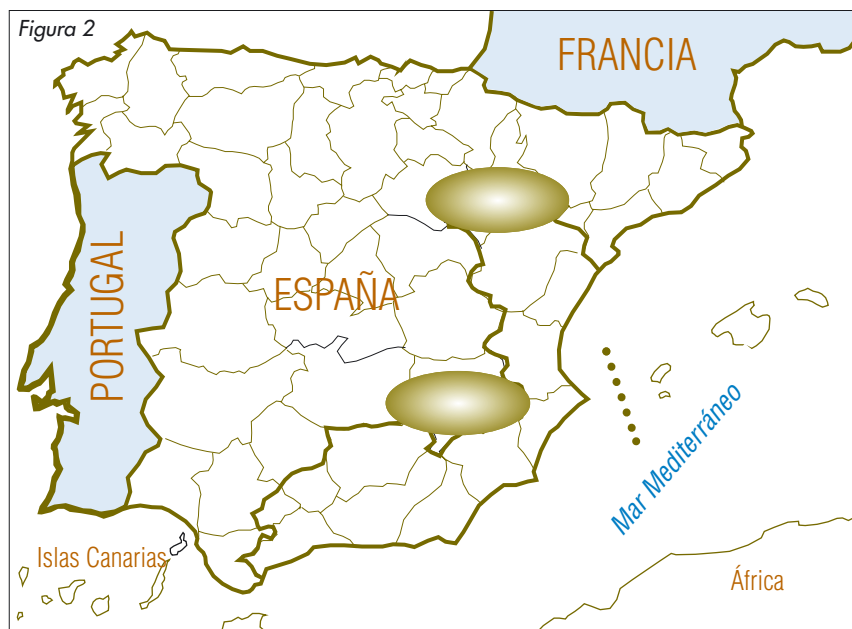 Figura 2
FRANCIA
PORTUGAL
ESPAÑA
Mar Mediterráneo
Islas Canarias
África